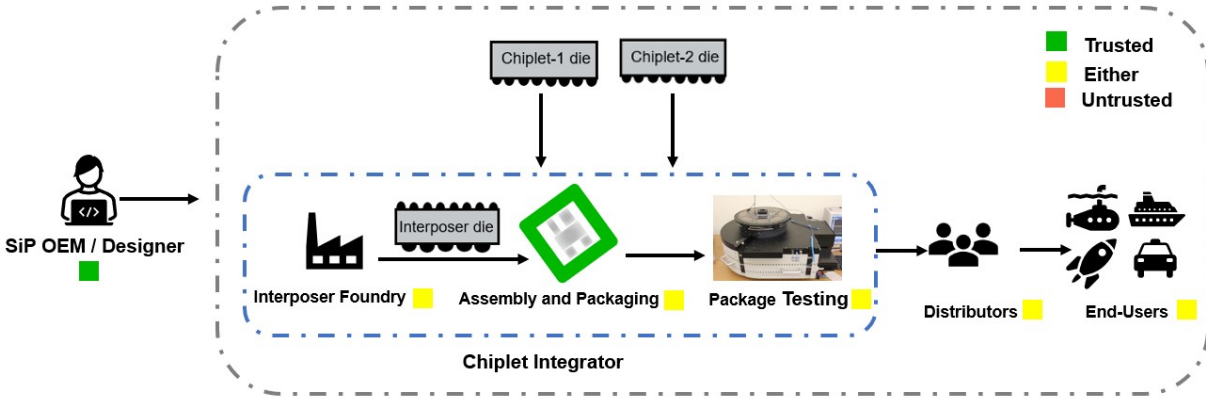 Chiplet-1 die
Chiplet-2 die
Trusted
Either
Untrusted
</>
SiP OEM / Designer
Interposer die
Interposer Foundry
Assembly and Packaging
Package Testing
Distributors
End-Users
Chiplet Integrator